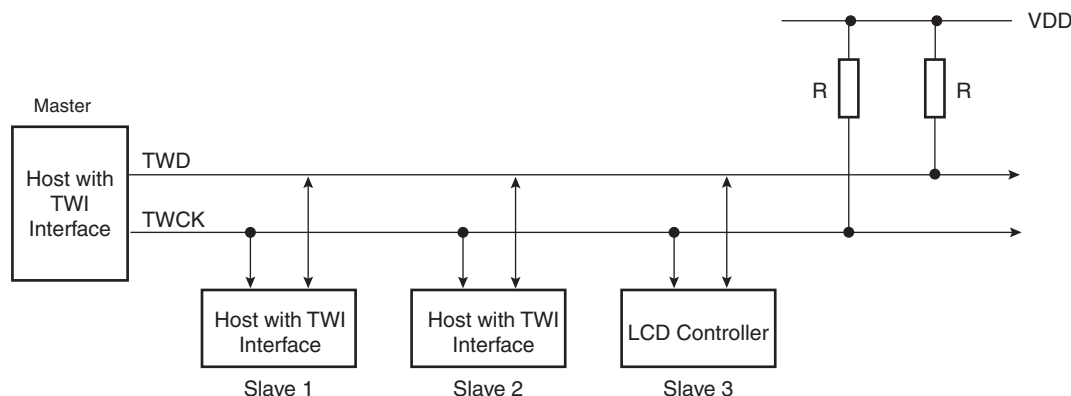 VDD
R
R
Master
Host with
TWI
Interface
TWD
TWCK
Host with TWI
Interface
Slave 1
Host with TWI
Interface
Slave 2
LCD Controller
Slave 3